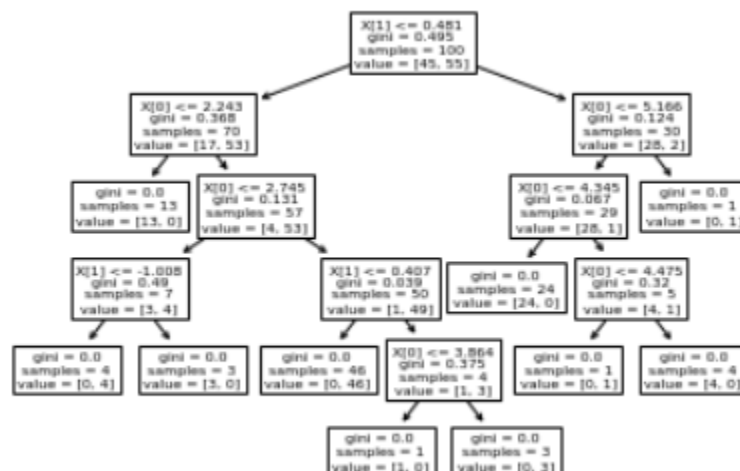 X[1] <= 0.481
gini = 0.495
samples = 100
value = [45, 55]
X[0] <= 2.243
gini = 0.368
samples = 70
value = [17, 53]
X[0] <= 5.166
gini = 0.124
samples = 30
value = [28, 2]
gini = 0.0
samples = 13
value = [13, 0]
X[0] <= 2.745
gini = 0.131
samples = 57
value = [4, 53]
X[0] <= 4.345
gini = 0.067
samples = 29
value = [28, 1]
gini = 0.0
samples = 1
value = [0, 1]
X[1] <= -1.008
gini = 0.49
samples = 7
value = [3, 4]
X[1] <= 0.407
gini = 0.039
samples = 50
value = [1, 49]
gini = 0.0
samples = 24
value = [24, 0]
X[0] <= 4.475
gini = 0.32
samples = 5
value = [4, 1]
gini = 0.0
samples = 4
value = [0, 4]
gini = 0.0
samples = 3
value = [3, 0]
gini = 0.0
samples = 46
value = [0, 46]
X[0] <= 3.864
gini = 0.375
samples = 4
value = [1, 3]
gini = 0.0
samples = 1
value = [0, 1]
gini = 0.0
samples = 4
value = [4, 0]
gini = 0.0
samples = 1
value = [1, 0]
gini = 0.0
samples = 3
value = [0, 3]